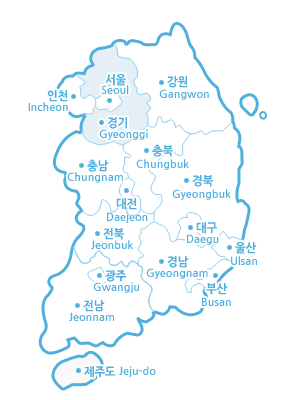 서울
Seoul
강원
Gangwon
인천
Incheon
경기
Gyeonggi
충북
Chungbuk
충남
Chungnam
경북
Gyeongbuk
대전
Daejeon
대구
Daegu
전북
Jeonbuk
울산
Ulsan
경남
Gyeongnam
광주
Gwangju
부산
Busan
전남
Jeonnam
제주도 Jeju-do